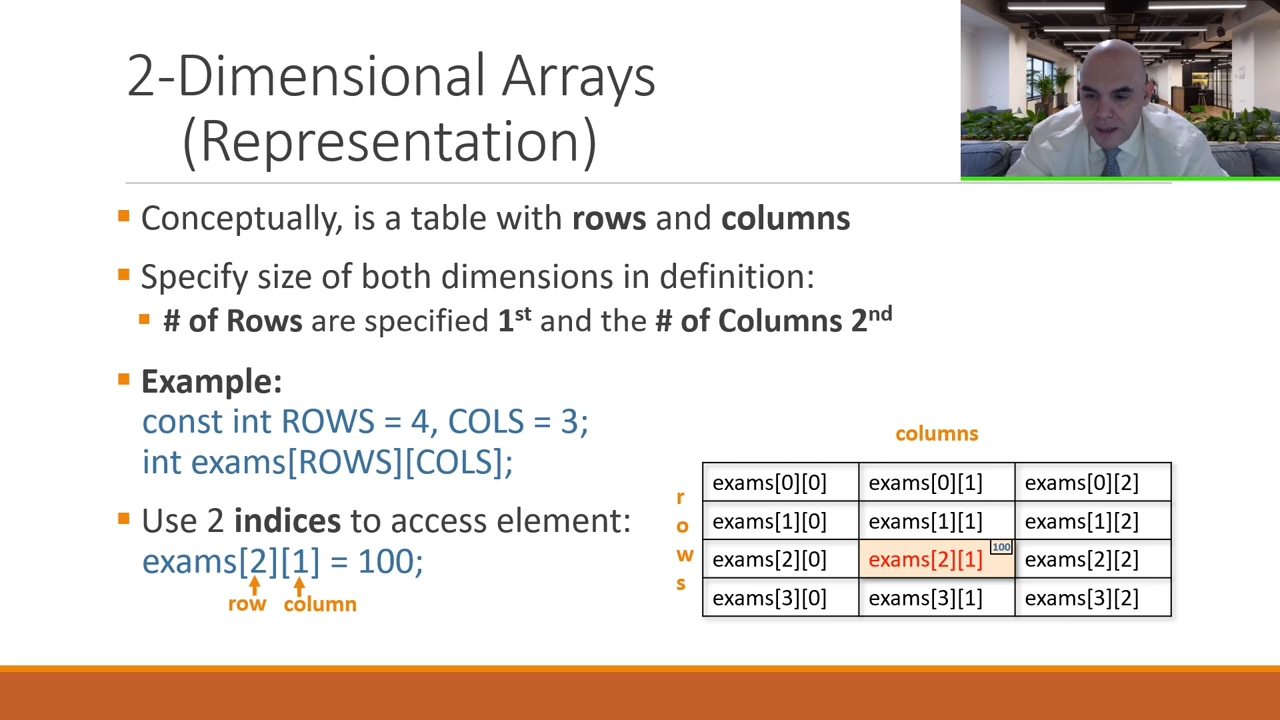 2-Dimensional Arrays
(Representation)
▪ Conceptually, is a table with rows and columns
▪ Specify size of both dimensions in definition:
▪ # of Rows are specified 1st and the # of Columns 2nd
▪ Example:
const int ROWS = 4, COLS = 3;
int exams[ROWS][COLS];
▪ Use 2 indices to access element:
exams[2][1] = 100;
row column
columns
rows
exams[0][0] exams[0][1] exams[0][2]
exams[1][0] exams[1][1] exams[1][2]
exams[2][0] exams[2][1] 100 exams[2][2]
exams[3][0] exams[3][1] exams[3][2]